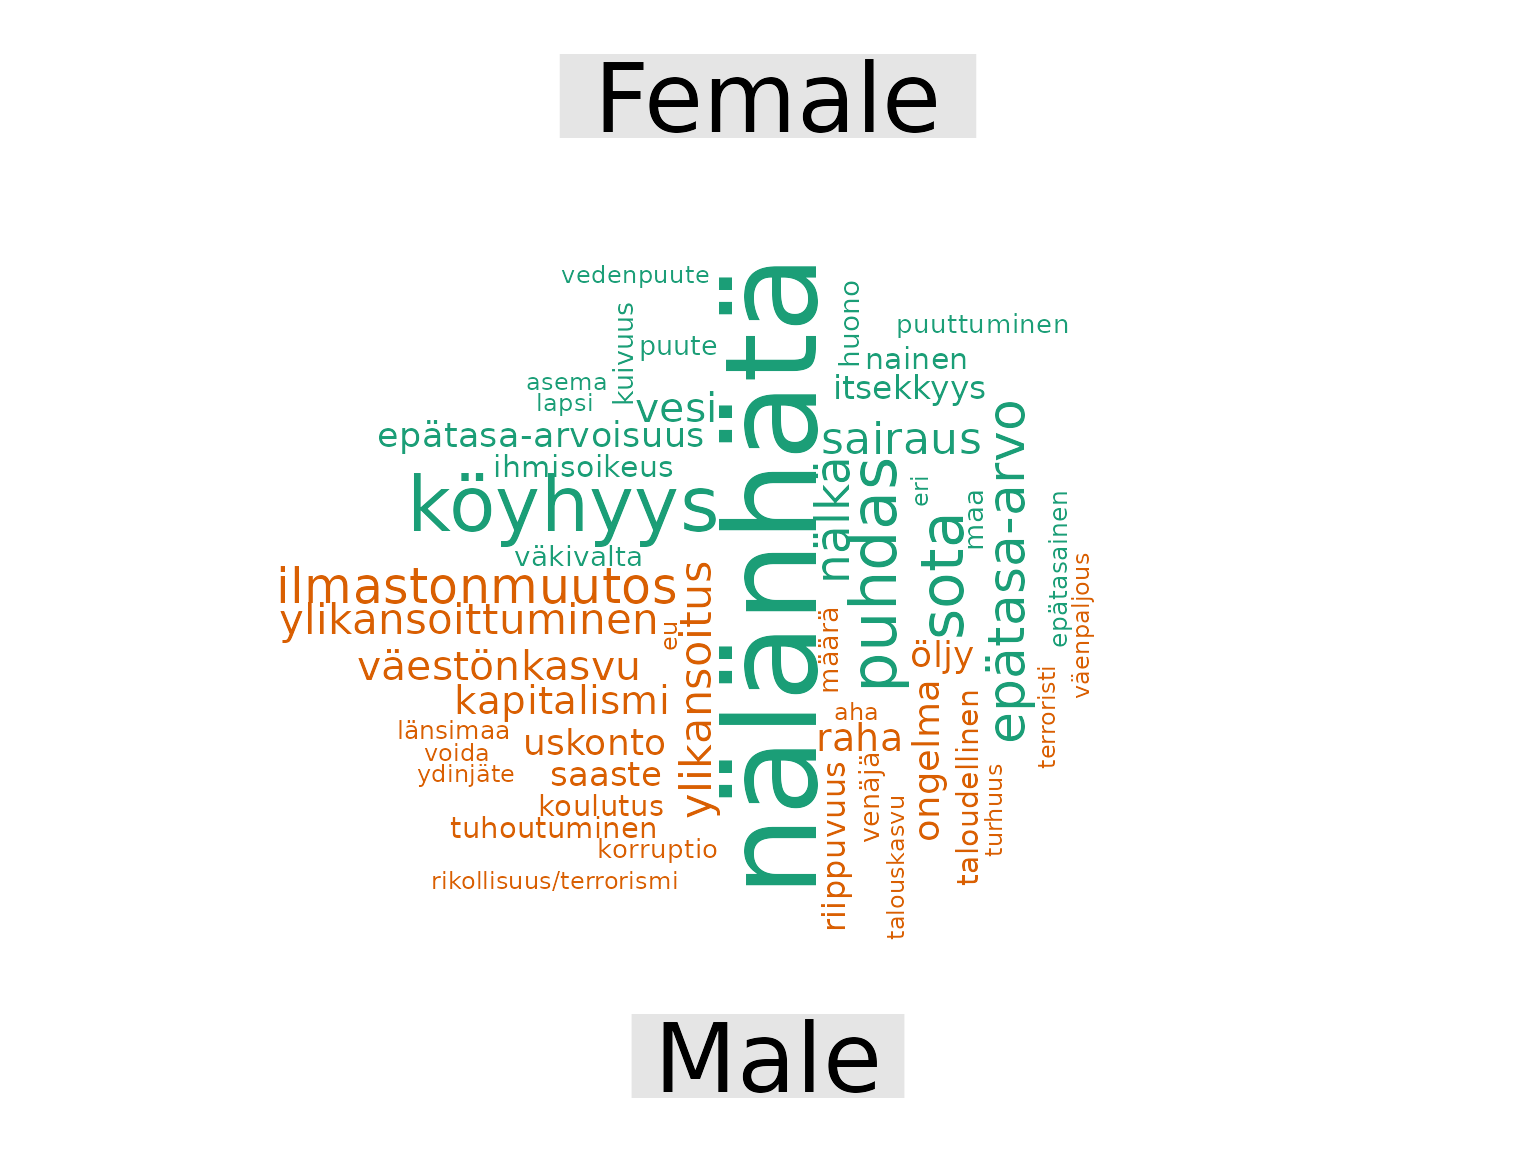 Female
vedenpuute
kuivuus
puute
asema
lapsi
vesi
epätasa-arvoisuus
ihmisoikeus
köyhyys
väkivalta
nälänhätä
huono
puuttuminen
nainen
itsekkyys
sairaus
nälkä
puhdas
eri
sota
maa
epätasa-arvo
epätasainen
ilmastonmuutos
ylikansoittuminen
eu
ylikansoitus
väestönkasvu
kapitalismi
länsimaa
voida
ydinjäte
uskonto
saaste
koulutus
tuhoutuminen
korruptio
rikollisuus/terrorismi
määrä
öljy
aha
raha
riippuvuus
venäjä
talouskasvu
ongelma
taloudellinen
turhuus
terroristi
väenpaljous
Male